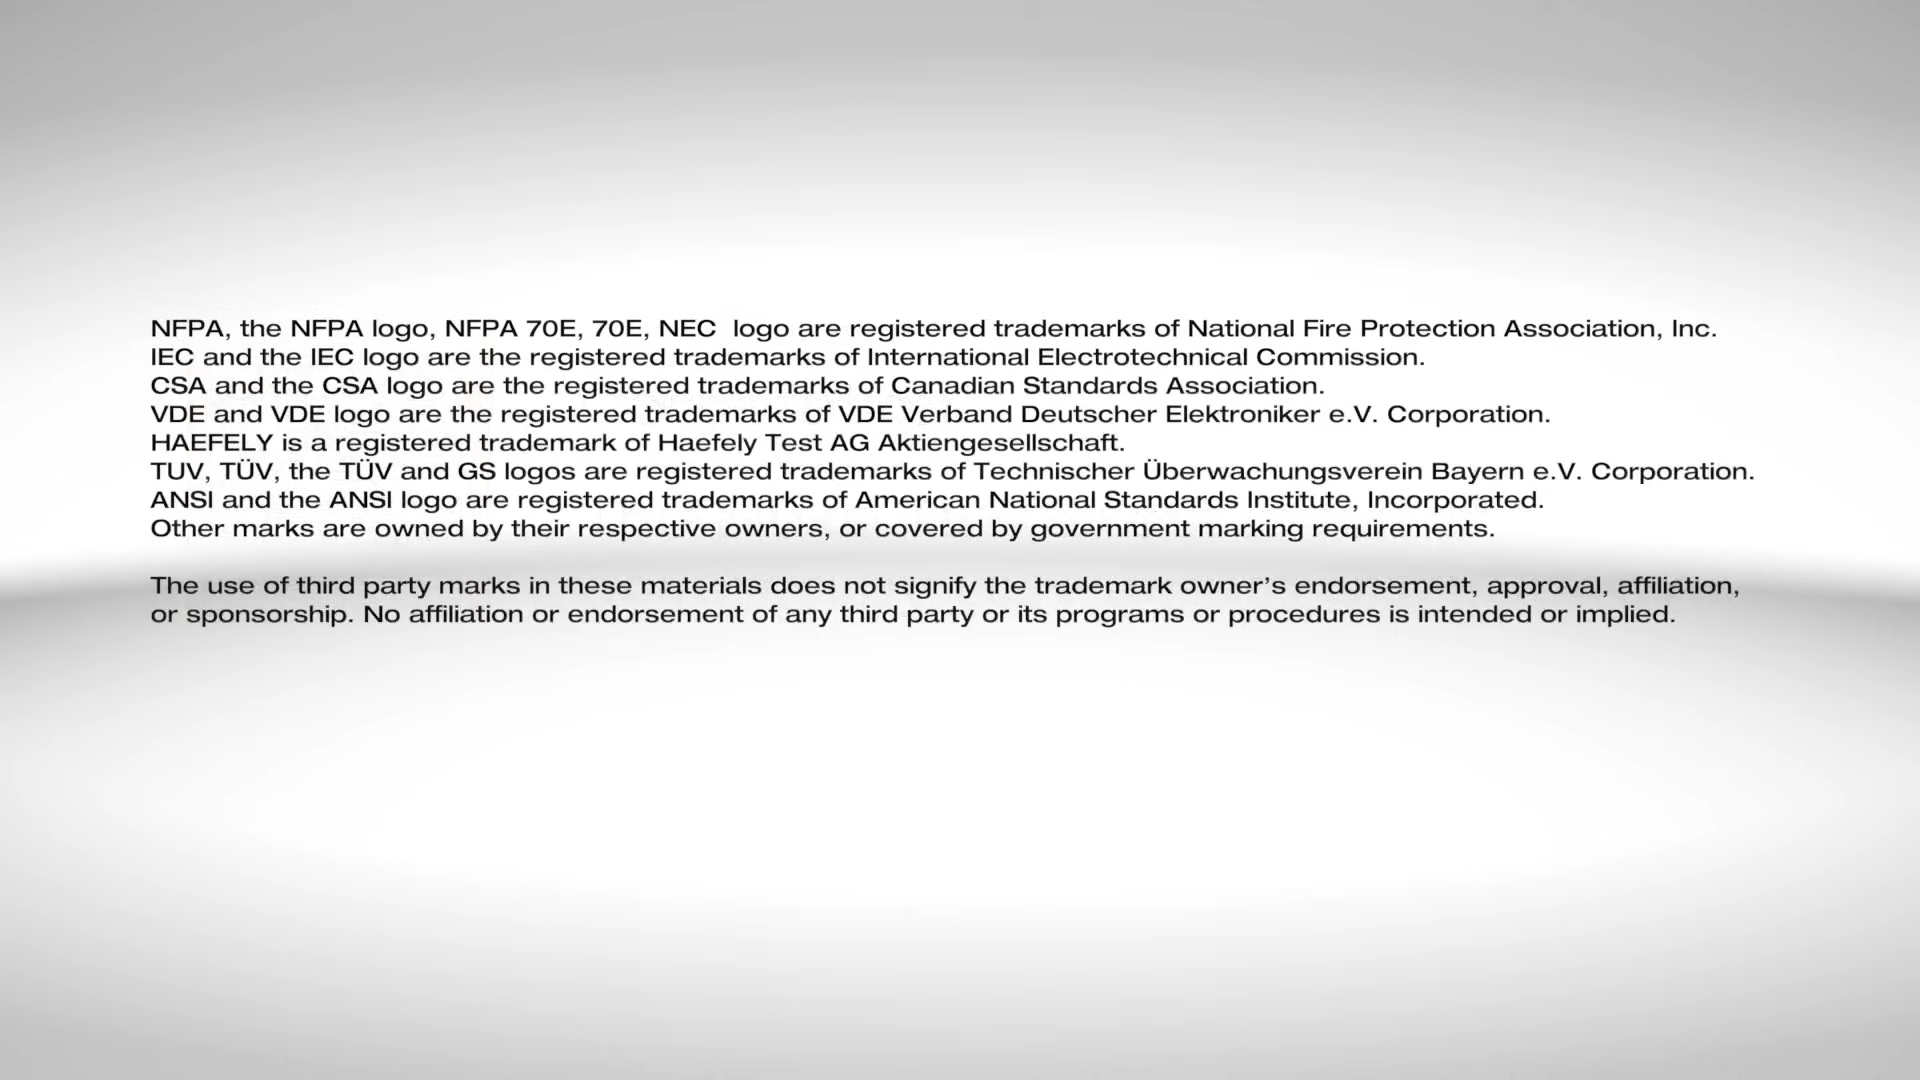 NFPA, the NFPA logo, NFPA 70E, 70E, NEC  logo are registered trademarks of National Fire Protection Association, Inc.
IEC and the IEC logo are the registered trademarks of International Electrotechnical Commission.
CSA and the CSA logo are the registered trademarks of Canadian Standards Association.
VDE and VDE logo are the registered trademarks of VDE Verband Deutscher Elektroniker e.V. Corporation.
HAEFELY is a registered trademark of Haefely Test AG Aktiengesellschaft.
TUV, TÜV, the TÜV and GS logos are registered trademarks of Technischer Überwachungsverein Bayern e.V. Corporation.
ANSI and the ANSI logo are registered trademarks of American National Standards Institute, Incorporated.
Other marks are owned by their respective owners, or covered by government marking requirements.
The use of third party marks in these materials does not signify the trademark owner’s endorsement, approval, affiliation,
or sponsorship. No affiliation or endorsement of any third party or its programs or procedures is intended or implied.